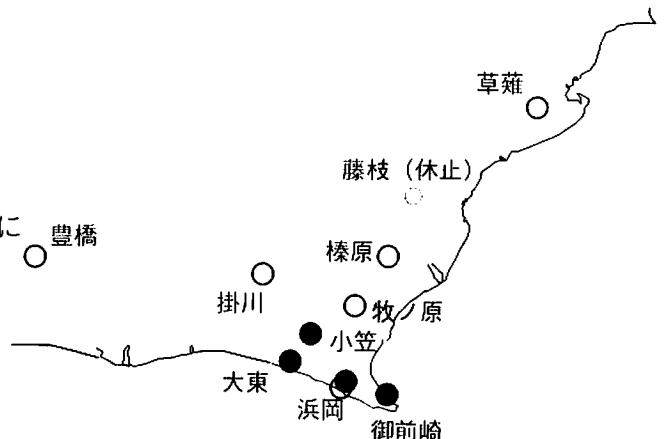 草薙
藤枝（休止）
に
豊橋
榛原
掛川
牧ノ原
小笠
大東
浜岡
御前崎